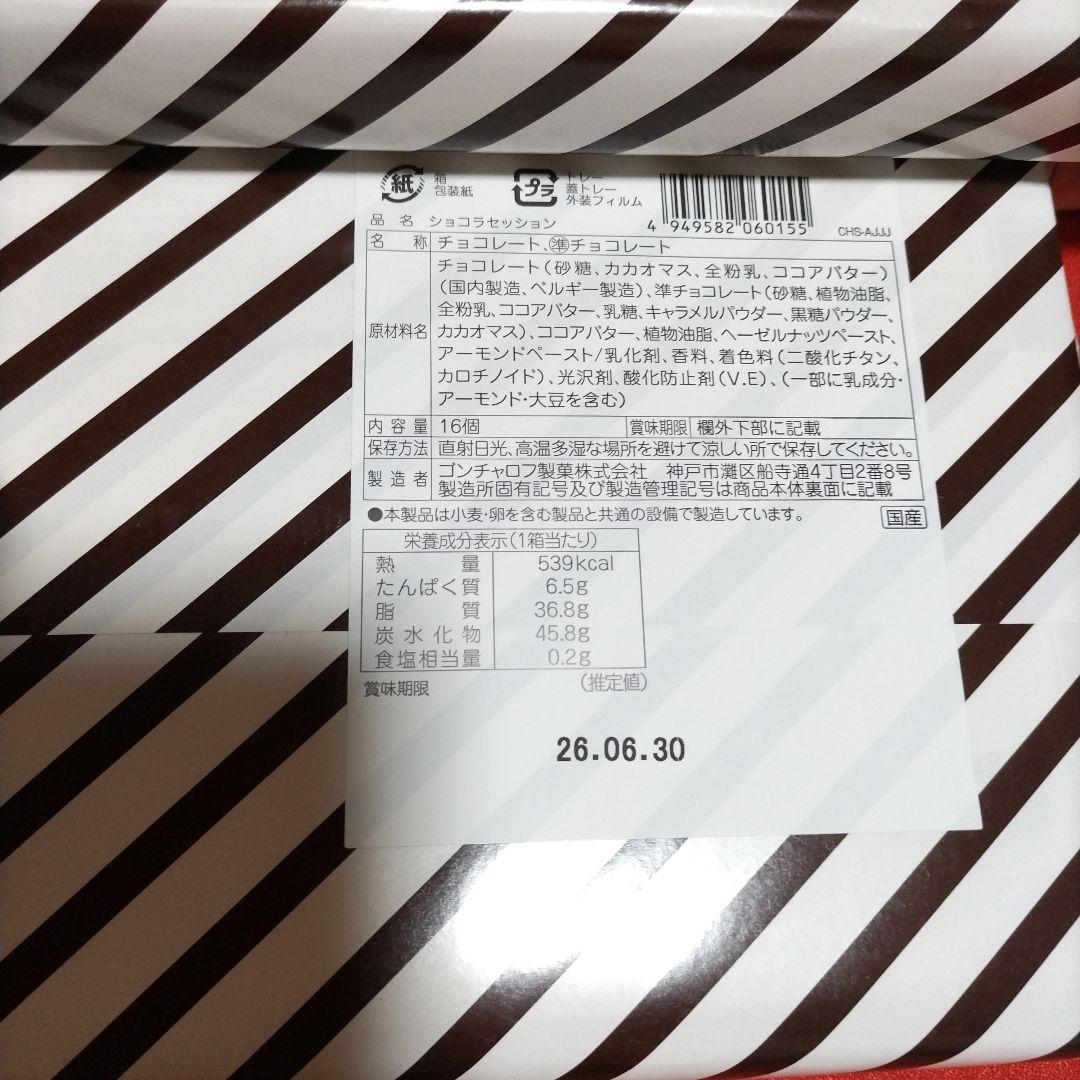 紙
箱
包装紙
プラ
トレー
蓋トレー
外装フィルム
4 949582 060155
品名 ショコラセッション
CHS-AJJJ
名称 チョコレート、準チョコレート
原材料名
チョコレート(砂糖、カカオマス、全粉乳、ココアバター)
(国内製造、ベルギー製造)、準チョコレート(砂糖、植物油脂、
全粉乳、ココアバター、乳糖、キャラメルパウダー、黒糖パウダー、
カカオマス)、ココアバター、植物油脂、ヘーゼルナッツペースト、
アーモンドペースト/乳化剤、香料、着色料(二酸化チタン、
カロチノイド)、光沢剤、酸化防止剤(V.E)、(一部に乳成分・
アーモンド・大豆を含む)
内容量 16個 賞味期限 欄外下部に記載
保存方法 直射日光、高温多湿な場所を避けて涼しい所で保存してください。
製造者 ゴンチャロフ製菓株式会社 神戸市灘区船寺通4丁目2番8号
製造所固有記号及び製造管理記号は商品本体裏面に記載
●本製品は小麦・卵を含む製品と共通の設備で製造しています。
国産
栄養成分表示(1箱当たり)
熱量 539kcal
たんぱく質 6.5g
脂質 36.8g
炭水化物 45.8g
食塩相当量 0.2g
賞味期限 (推定値)
26.06.30